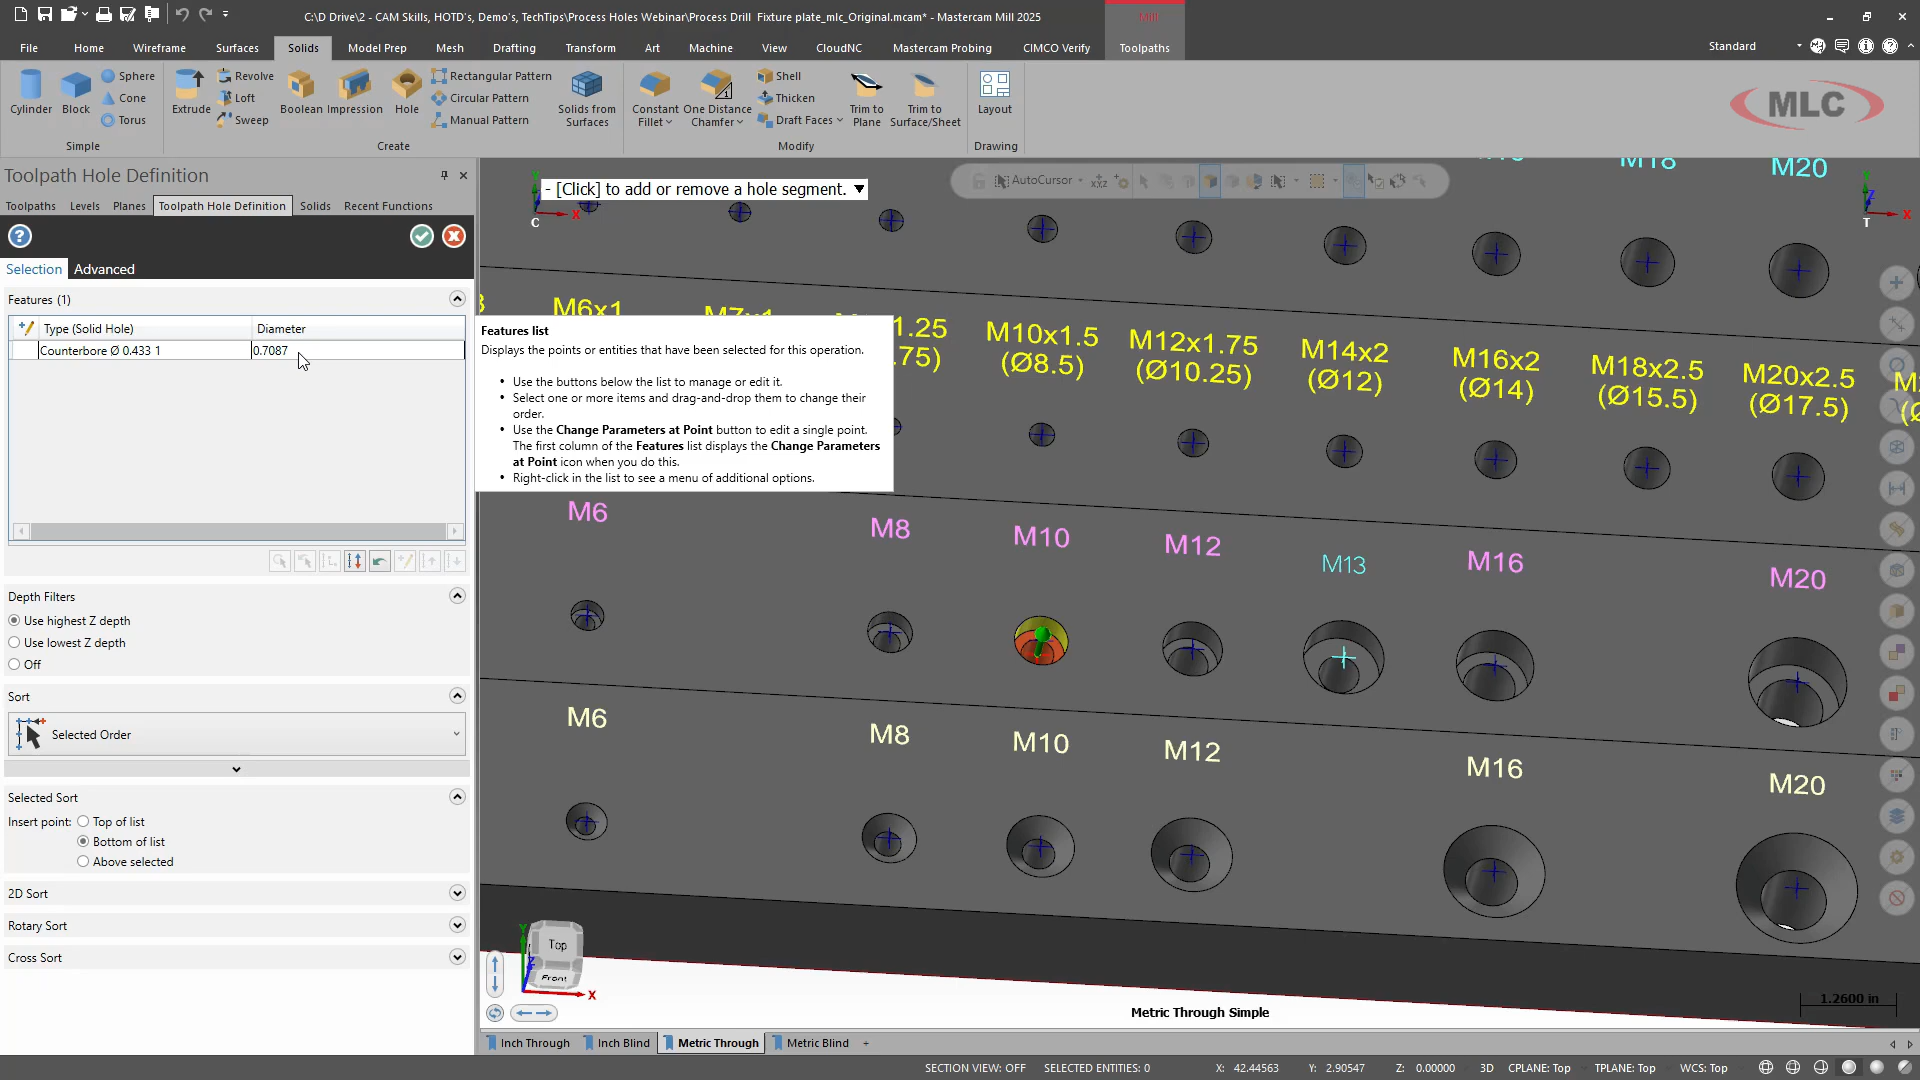 C:\D Drive\2 - CAM Skills, HOTD's, Demo's, TechTips\Process Holes Webinar\Process Drill  Fixture plate_mlc_Original.mcam* - Mastercam Mill 2025
Mill
File Home Wireframe Surfaces Solids Model Prep Mesh Drafting Transform Art Machine View CloudNC Mastercam Probing CIMCO Verify Toolpaths
Standard
Cylinder Block Sphere Cone Torus
Simple
Extrude Revolve Loft Sweep Boolean Impression Hole Rectangular Pattern Circular Pattern Manual Pattern
Solids from Surfaces
Create
Constant Fillet One Distance Chamfer Shell Thicken Draft Faces Trim to Plane Trim to Surface/Sheet
Modify
Layout
Drawing
MLC
Toolpath Hole Definition
Toolpaths Levels Planes Toolpath Hole Definition Solids Recent Functions
Selection Advanced
Features (1)
Type (Solid Hole) Diameter
Counterbore Ø 0.433 1 0.7087
Depth Filters
Use highest Z depth
Use lowest Z depth
Off
Sort
Selected Order
Selected Sort
Insert point: Top of list
Bottom of list
Above selected
2D Sort
Rotary Sort
Cross Sort
- [Click] to add or remove a hole segment.
AutoCursor
C X
X T
M18 M20
M6x1
1.25
.75)
M10x1.5
(Ø8.5)
M12x1.75
(Ø10.25)
M14x2
(Ø12)
M16x2
(Ø14)
M18x2.5
(Ø15.5)
M20x2.5
(Ø17.5)
Features list
Displays the points or entities that have been selected for this operation.
• Use the buttons below the list to manage or edit it.
• Select one or more items and drag-and-drop them to change their
order.
• Use the Change Parameters at Point button to edit a single point.
The first column of the Features list displays the Change Parameters
at Point icon when you do this.
• Right-click in the list to see a menu of additional options.
M6 M8 M10 M12 M13 M16 M20
M6 M8 M10 M12 M16 M20
Y
Top
Front
X
Metric Through Simple
1.2600 in
Inch Through Inch Blind Metric Through Metric Blind +
SECTION VIEW: OFF SELECTED ENTITIES: 0 X: 42.44563 Y: 2.90547 Z: 0.00000 3D CPLANE: Top TPLANE: Top WCS: Top